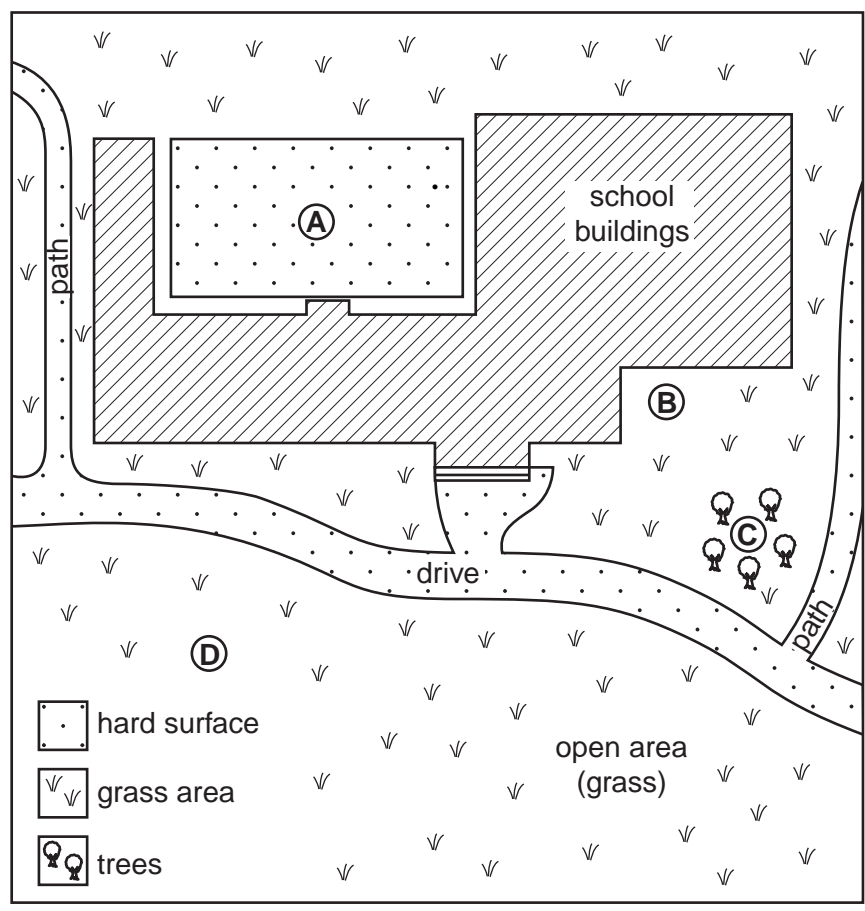 path
A
school
buildings
B
C
drive
path
D
hard surface
open area
(grass)
grass area
trees